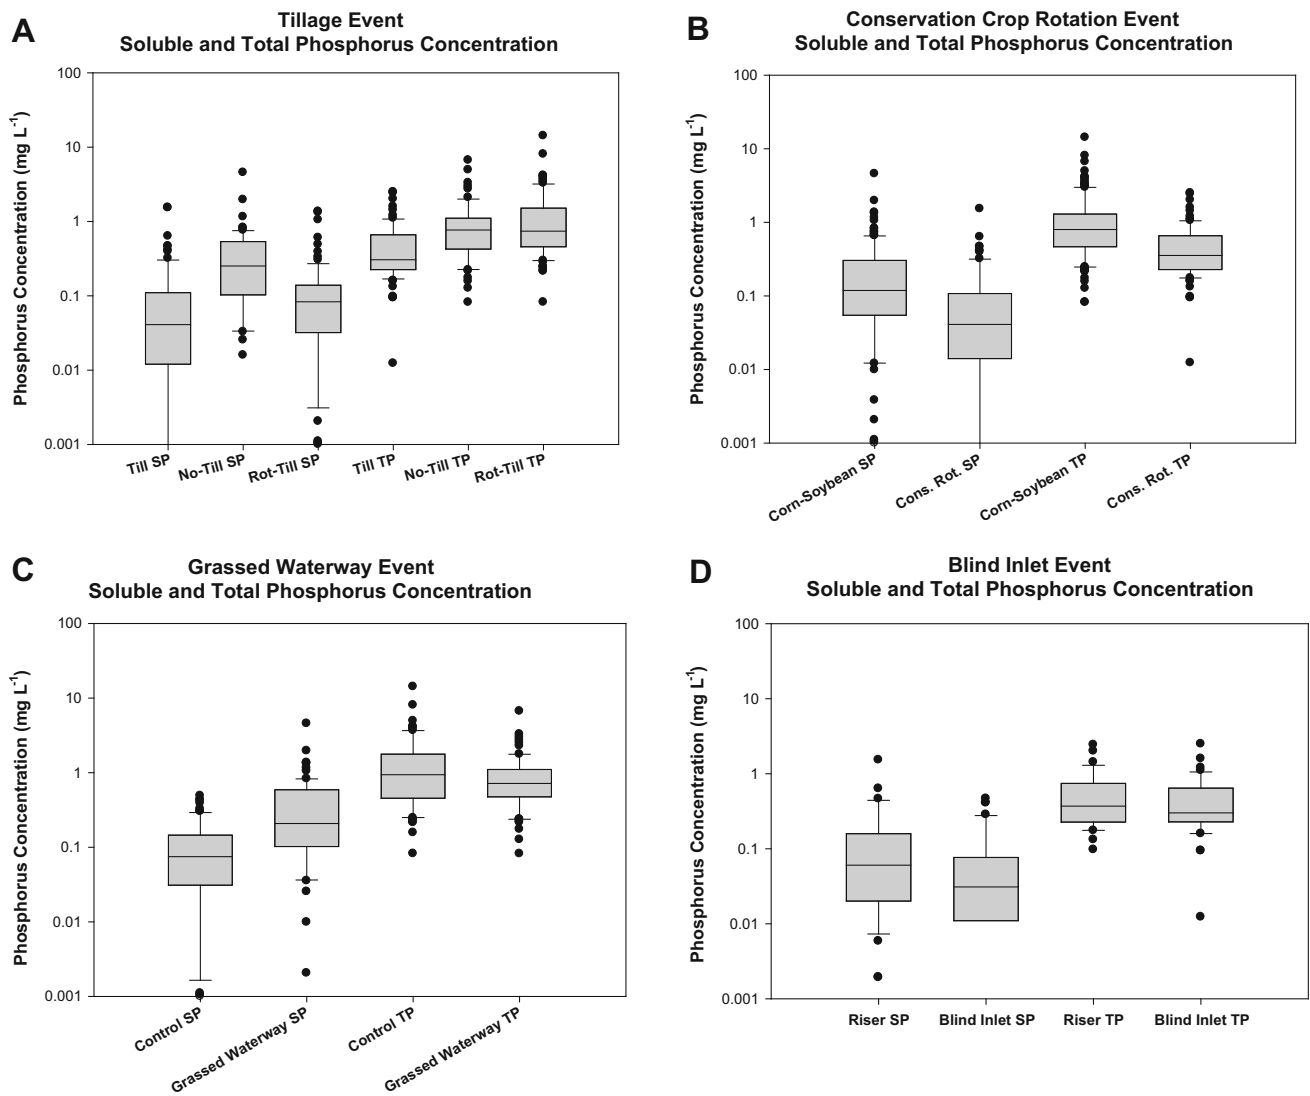 A
Tillage Event
Soluble and Total Phosphorus Concentration
Phosphorus Concentration (mg L⁻¹)
100
10
1
0.1
0.01
0.001
Till SP
No-Till SP
Rot-Till SP
Till TP
No-Till TP
Rot-Till TP
B
Conservation Crop Rotation Event
Soluble and Total Phosphorus Concentration
Phosphorus Concentration (mg L⁻¹)
100
10
1
0.1
0.01
0.001
Corn-Soybean SP
Cons. Rot. SP
Corn-Soybean TP
Cons. Rot. TP
C
Grassed Waterway Event
Soluble and Total Phosphorus Concentration
Phosphorus Concentration (mg L⁻¹)
100
10
1
0.1
0.01
0.001
Control SP
Grassed Waterway SP
Control TP
Grassed Waterway TP
D
Blind Inlet Event
Soluble and Total Phosphorus Concentration
Phosphorus Concentration (mg L⁻¹)
100
10
1
0.1
0.01
0.001
Riser SP
Blind Inlet SP
Riser TP
Blind Inlet TP